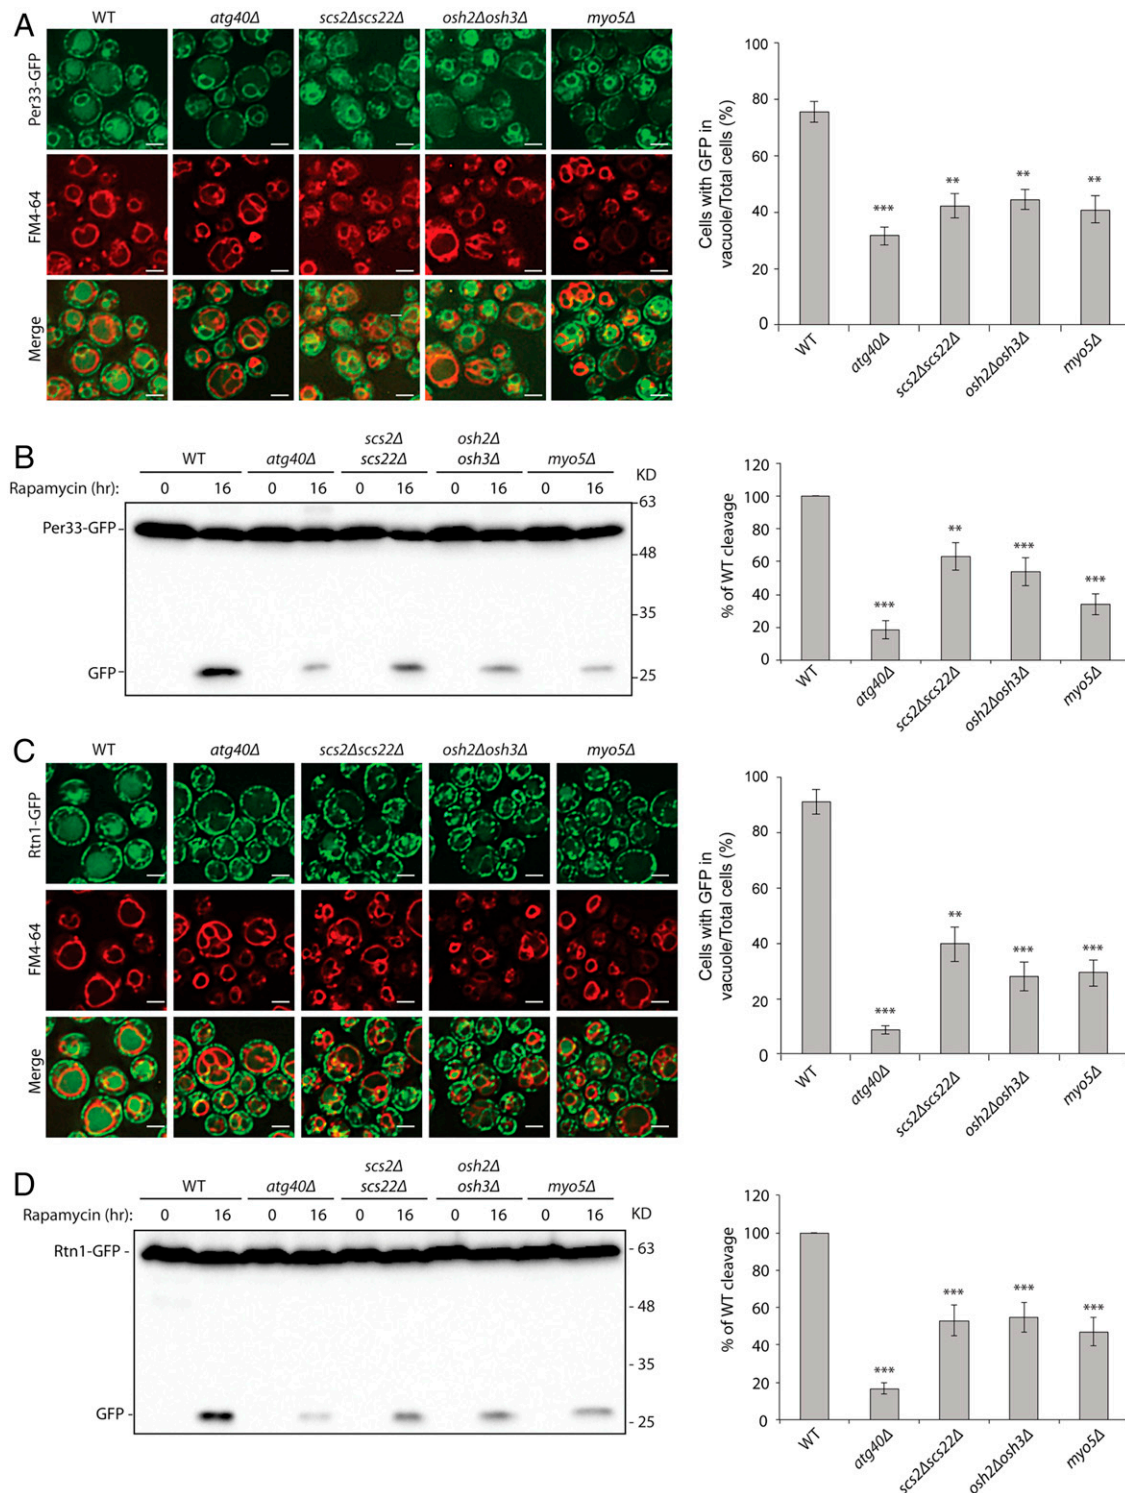 A
WT atg40Δ scs2Δscs22Δ osh2Δosh3Δ myo5Δ
Per33-GFP
FM4-64
Merge
Cells with GFP in
vacuole/Total cells (%)
100
80
60
40
20
0
***
**
**
**
WT atg40Δ scs2Δscs22Δ osh2Δosh3Δ myo5Δ
B
scs2Δ osh2Δ
WT atg40Δ scs22Δ osh3Δ myo5Δ
KD
Rapamycin (hr): 0 16 0 16 0 16 0 16 0 16
Per33-GFP -
GFP -
-63
-48
-35
-25
% of WT cleavage
120
100
80
60
40
20
0
***
**
***
***
WT atg40Δ scs2Δscs22Δ osh2Δosh3Δ myo5Δ
C
WT atg40Δ scs2Δscs22Δ osh2Δosh3Δ myo5Δ
Rtn1-GFP
FM4-64
Merge
Cells with GFP in
vacuole/Total cells (%)
100
80
60
40
20
0
***
**
***
***
WT atg40Δ scs2Δscs22Δ osh2Δosh3Δ myo5Δ
D
scs2Δ osh2Δ
WT atg40Δ scs22Δ osh3Δ myo5Δ
Rapamycin (hr): 0 16 0 16 0 16 0 16 0 16 KD
Rtn1-GFP -
GFP -
- 63
- 48
- 35
- 25
% of WT cleavage
120
100
80
60
40
20
0
***
***
***
***
WT atg40Δ scs2Δscs22Δ osh2Δosh3Δ myo5Δ